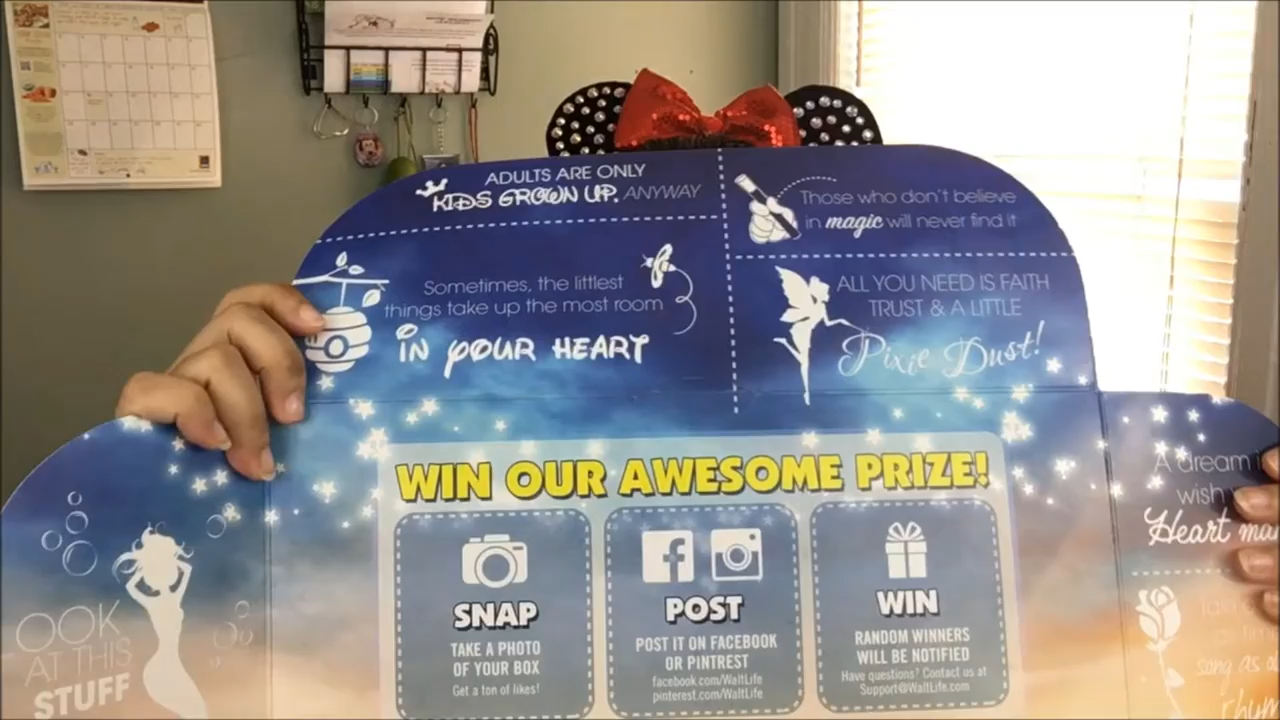 ADULTS ARE ONLY
KIDS GROWN UP, ANYWAY
Those who don't believe
in magic will never find it
Sometimes, the littlest
things take up the most room
IN YOUR HEART
ALL YOU NEED IS FAITH
TRUST & A LITTLE
Pixie Dust!
WIN OUR AWESOME PRIZE!
SNAP
TAKE A PHOTO
OF YOUR BOX
Get a ton of likes!
POST
POST IT ON FACEBOOK
OR PINTREST
facebook.com/WaltLife
pinterest.com/WaltLife
WIN
RANDOM WINNERS
WILL BE NOTIFIED
Have questions? Contact us at
Support@WaltLife.com
OOK
AT THIS
STUFF
A dream
wish
Heart
song as